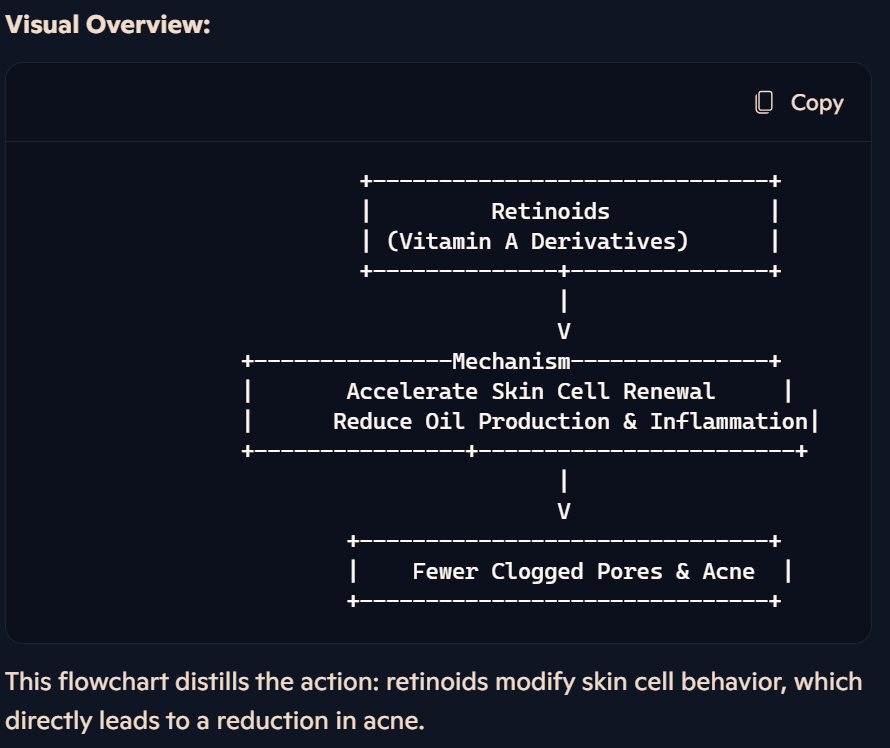 Visual Overview:
Copy
+------------------------------+
|         Retinoids            |
| (Vitamin A Derivatives)      |
+--------------+---------------+
|
V
+---------------Mechanism---------------+
|       Accelerate Skin Cell Renewal     |
|      Reduce Oil Production & Inflammation|
+----------------+------------------------+
|
V
+-------------------------------+
|    Fewer Clogged Pores & Acne  |
+-------------------------------+
This flowchart distills the action: retinoids modify skin cell behavior, which
directly leads to a reduction in acne.